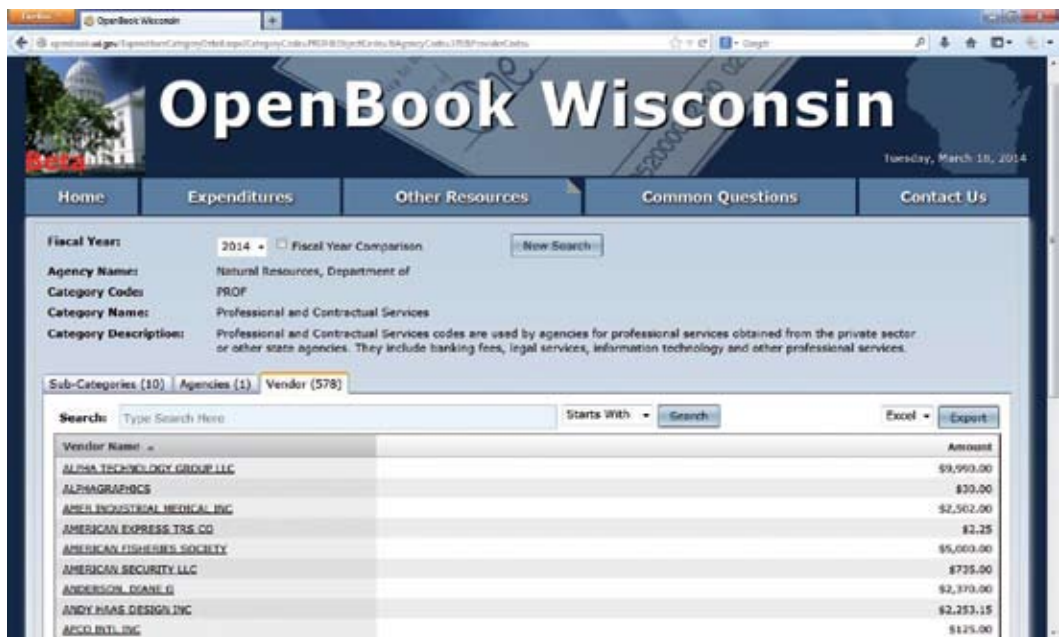 OpenBook Wisconsin
OpenBook Wisconsin
Beta
Tuesday, March 18, 2014
Home Expenditures Other Resources Common Questions Contact Us
Fiscal Year: 2014 Fiscal Year Comparison New Search
Agency Name: Natural Resources, Department of
Category Code: PROF
Category Name: Professional and Contractual Services
Category Description: Professional and Contractual Services codes are used by agencies for professional services obtained from the private sector
or other state agencies. They include banking fees, legal services, information technology and other professional services.
Sub-Categories (10) Agencies (1) Vendor (578)
Search: Type Search Here Starts With Search Excel Export
Vendor Name Amount
ALPHA TECHNOLOGY GROUP LLC $9,990.00
ALPHAGRAPHICS $30.00
AMER INDUSTRIAL MEDICAL INC $2,502.00
AMERICAN EXPRESS TRS CO $2.25
AMERICAN FISHERIES SOCIETY $5,000.00
AMERICAN SECURITY LLC $735.00
ANDERSON, DIANE G $2,370.00
ANDY HAAS DESIGN INC $2,253.15
APCO INTL INC $125.00